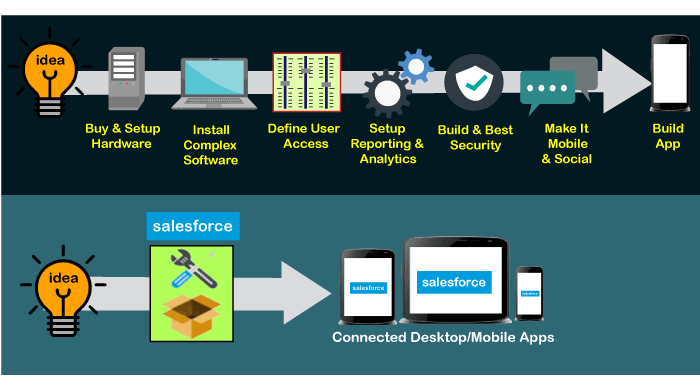 idea
Buy & Setup
Hardware
Install
Complex
Software
Define User
Access
Setup
Reporting &
Analytics
Build & Best
Security
Make It
Mobile
& Social
Build
App
salesforce
idea
salesforce
salesforce
salesforce
Connected Desktop/Mobile Apps